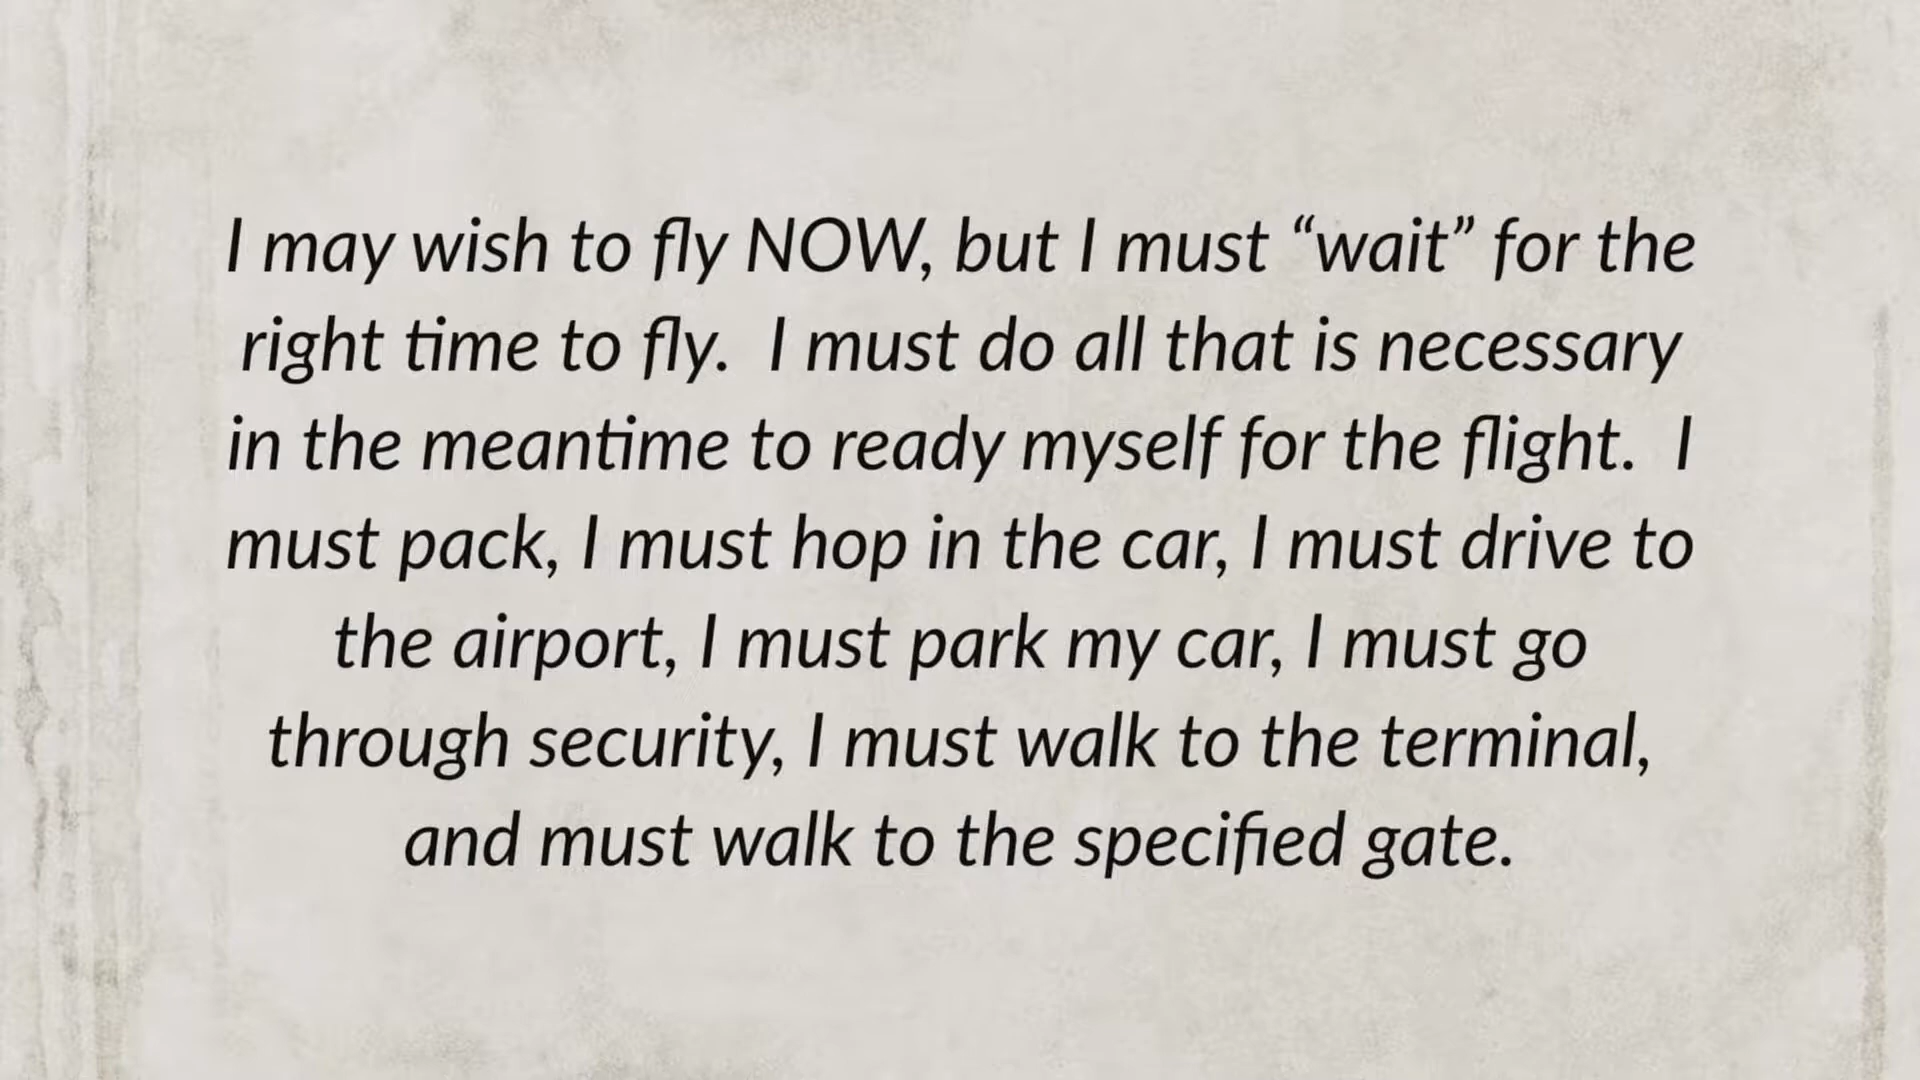 I may wish to fly NOW, but I must “wait” for the
right time to fly.  I must do all that is necessary
in the meantime to ready myself for the flight.  I
must pack, I must hop in the car, I must drive to
the airport, I must park my car, I must go
through security, I must walk to the terminal,
and must walk to the specified gate.